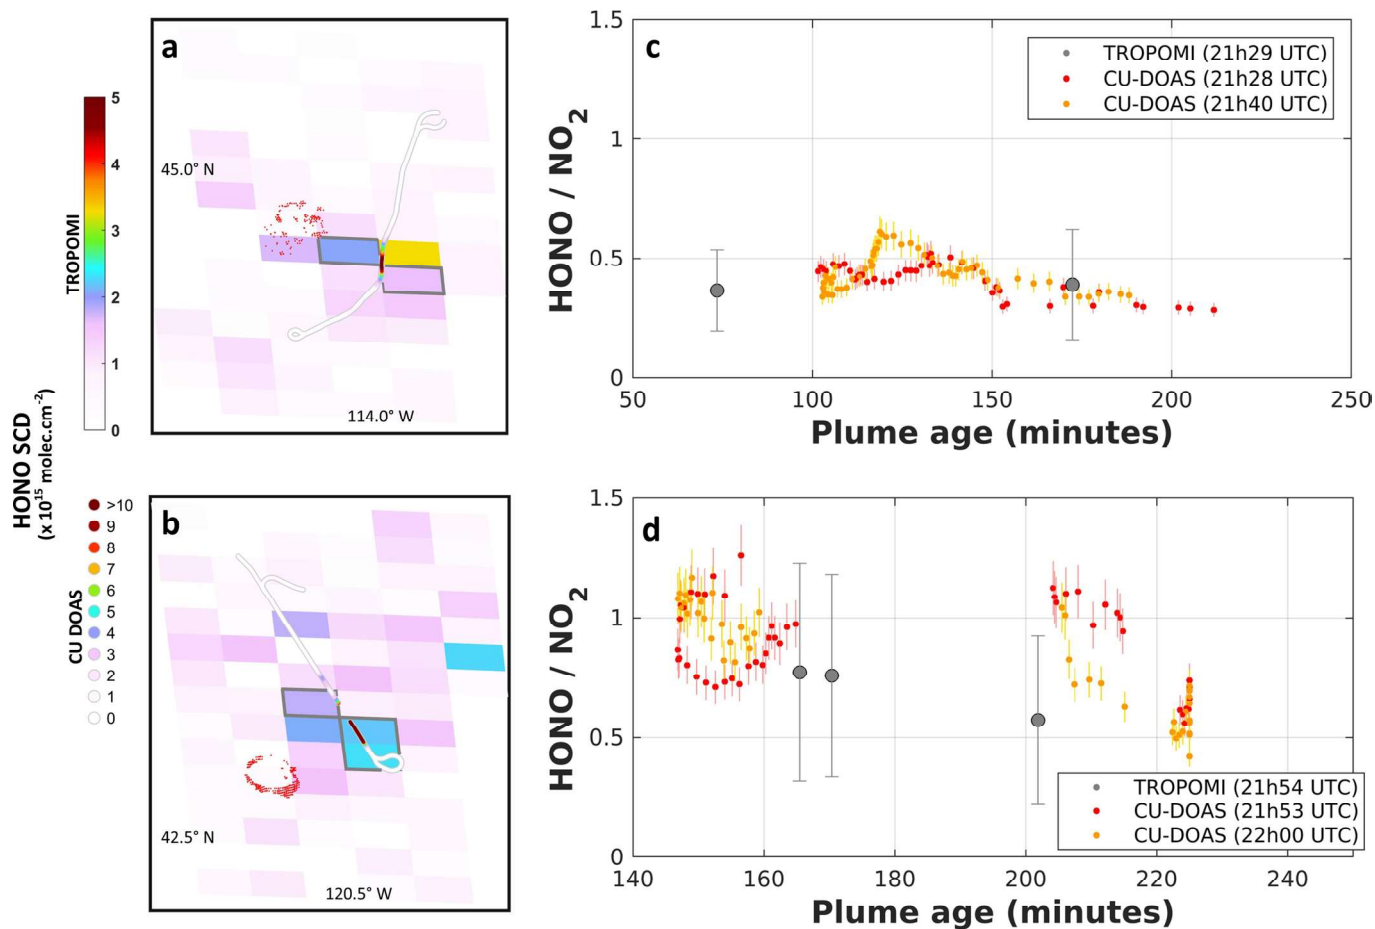 a
45.0° N
114.0° W
5
4
3
2
1
0
TROPOMI
HONO SCD
(x 10¹⁵ molec.cm⁻²)
CU DOAS
>10
9
8
7
6
5
4
3
2
1
0
b
42.5° N
120.5° W
c
1.5
1
0.5
0
HONO / NO₂
TROPOMI (21h29 UTC)
CU-DOAS (21h28 UTC)
CU-DOAS (21h40 UTC)
50 100 150 200 250
Plume age (minutes)
d
1.5
1
0.5
0
HONO / NO₂
TROPOMI (21h54 UTC)
CU-DOAS (21h53 UTC)
CU-DOAS (22h00 UTC)
140 160 180 200 220 240
Plume age (minutes)